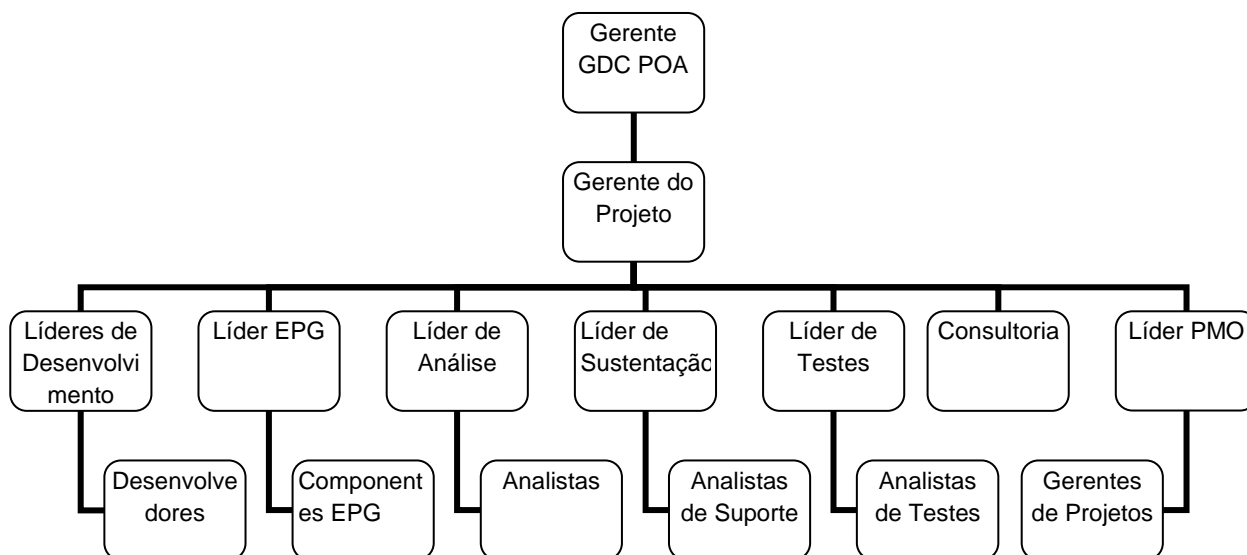 Gerente
GDC POA
Gerente do
Projeto
Líderes de
Desenvolvi
mento
Líder EPG
Líder de
Análise
Líder de
Sustentação
Líder de
Testes
Consultoria
Líder PMO
Desenvolve
dores
Component
es EPG
Analistas
Analistas
de Suporte
Analistas
de Testes
Gerentes
de Projetos